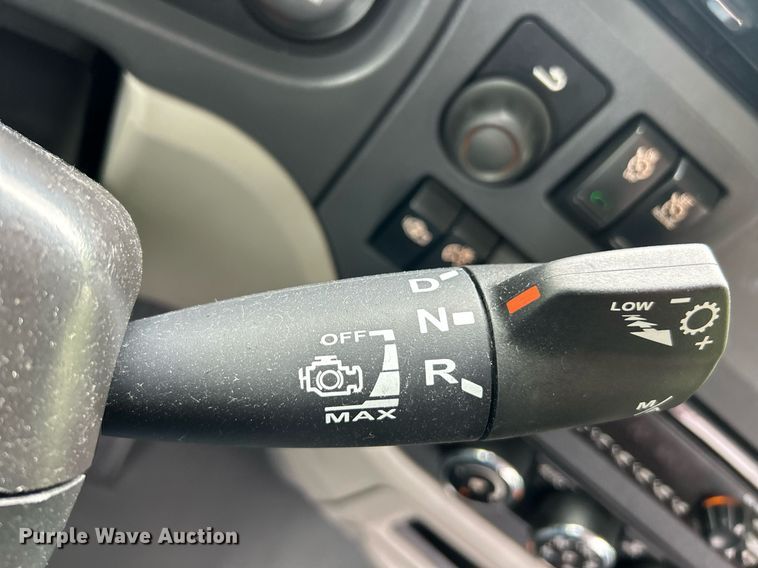 D
N
R
OFF
MAX
LOW
−
+
M/
Purple Wave Auction